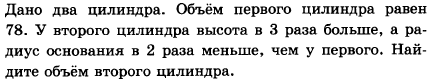 Дано два цилиндра. Объём первого цилиндра равен
78. У второго цилиндра высота в 3 раза больше, а ра-
диус основания в 2 раза меньше, чем у первого. Най-
дите объём второго цилиндра.